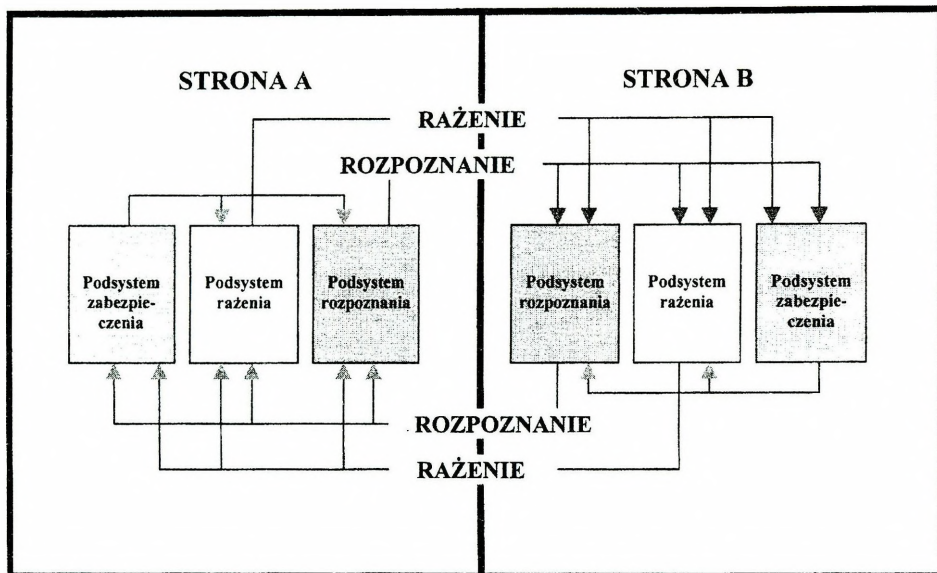 STRONA A
STRONA B
RAŻENIE
ROZPOZNANIE
Podsystem
zabezpie-
czenia
Podsystem
rażenia
Podsystem
rozpoznania
Podsystem
rozpoznania
Podsystem
rażenia
Podsystem
zabezpie-
czenia
ROZPOZNANIE
RAŻENIE